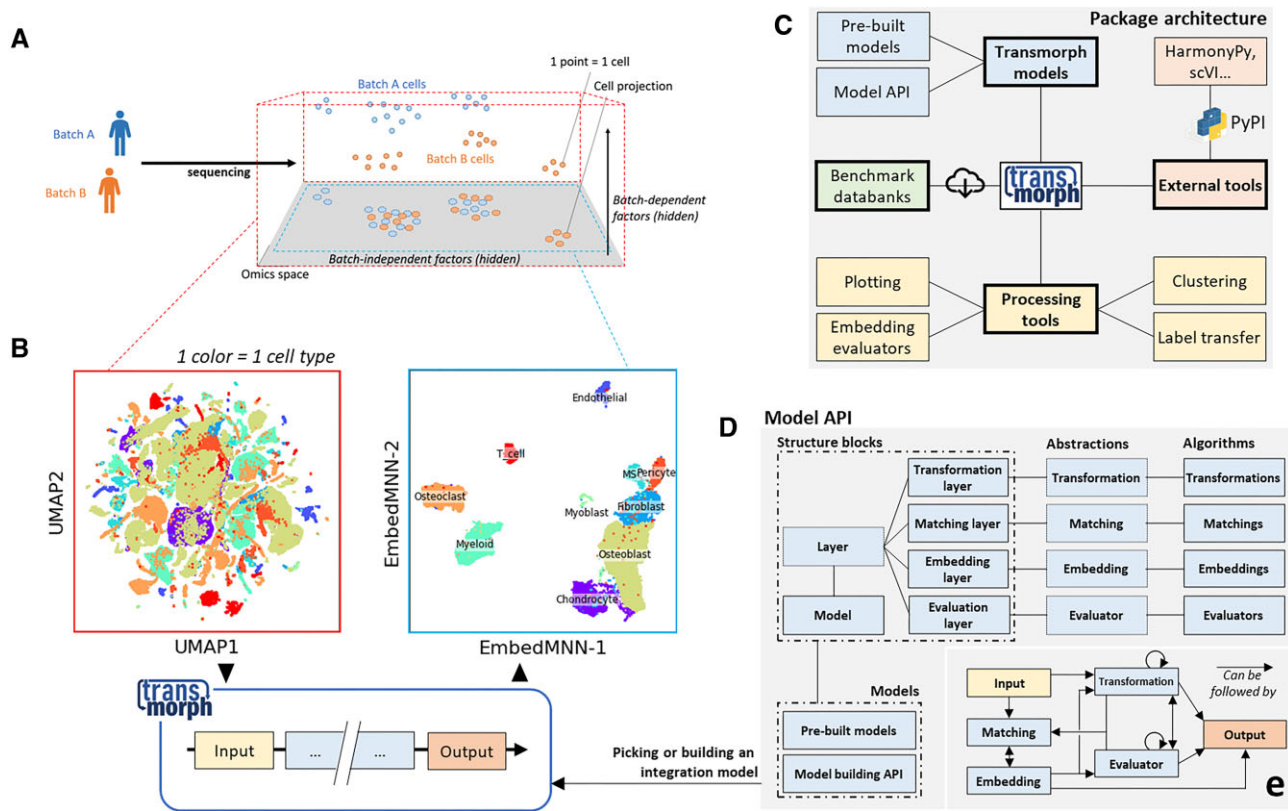 A
Batch A
Batch B
sequencing
Batch A cells
Batch B cells
1 point = 1 cell
Cell projection
Batch-dependent
factors (hidden)
Batch-independent factors (hidden)
Omics space
B
1 color = 1 cell type
UMAP2
UMAP1
EmbedMNN-2
EmbedMNN-1
Endothelial
T_cell
Osteoclast
Myeloid
MSC
Pericyte
Myoblast
Fibroblast
Osteoblast
Chondrocyte
trans
morph
Input
...
...
Output
Picking or building an
integration model
C
Package architecture
Pre-built
models
Model API
Transmorph
models
HarmonyPy,
scVI...
PyPI
Benchmark
databanks
trans
morph
External tools
Plotting
Embedding
evaluators
Processing
tools
Clustering
Label transfer
D
Model API
Structure blocks
Abstractions
Algorithms
Layer
Model
Transformation
layer
Transformation
Transformations
Matching layer
Matching
Matchings
Embedding
layer
Embedding
Embeddings
Evaluation
layer
Evaluator
Evaluators
Models
Pre-built models
Model building API
Input
Matching
Embedding
Transformation
Evaluator
Output
Can be
followed by
e